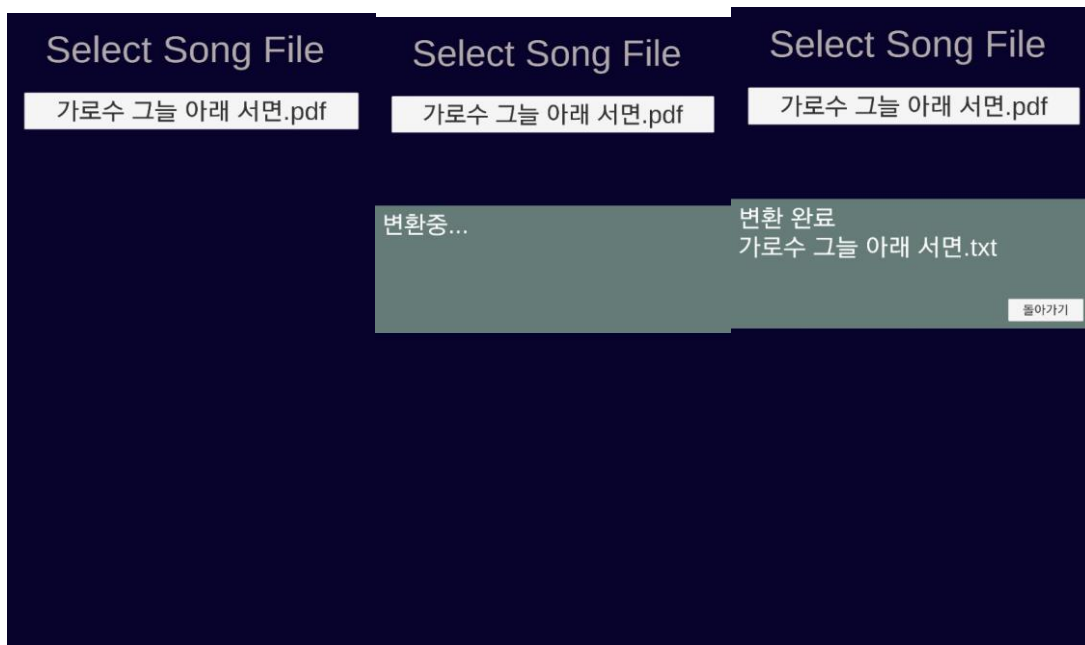 Select Song File
가로수 그늘 아래 서면.pdf
Select Song File
가로수 그늘 아래 서면.pdf
변환중...
Select Song File
가로수 그늘 아래 서면.pdf
변환 완료
가로수 그늘 아래 서면.txt
돌아가기